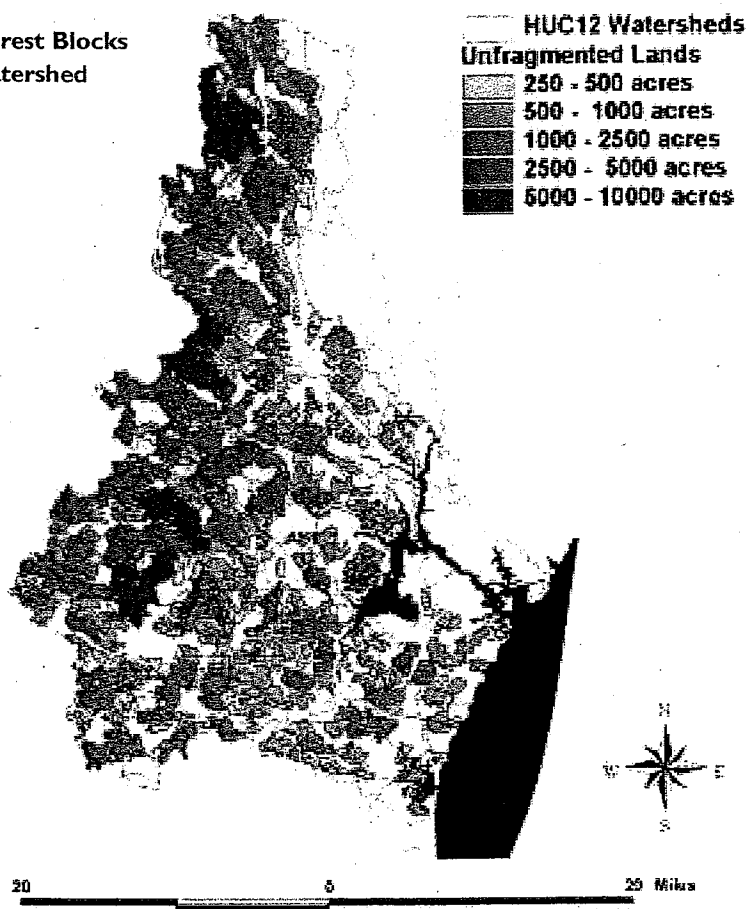 rest Blocks
tershed
HUC12 Watersheds
Unfragmented Lands
250 - 500 acres
500 - 1000 acres
1000 - 2500 acres
2500 - 5000 acres
5000 - 10000 acres
N
W
E
S
20 0 20 Miles